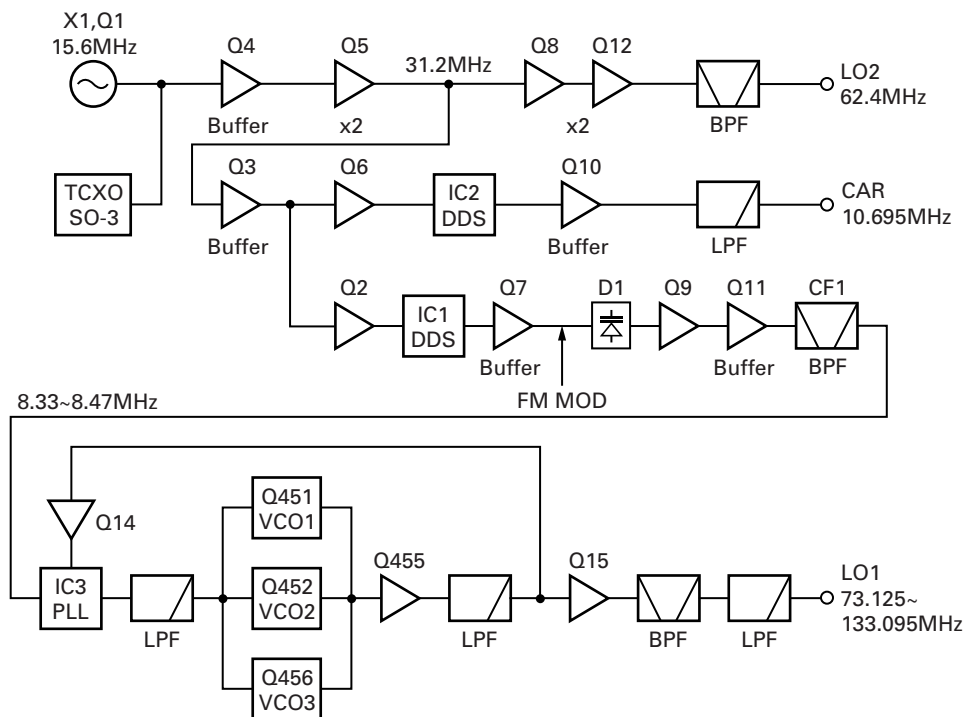 X1,Q1
15.6MHz
Q4
Buffer
Q5
x2
31.2MHz
Q8
Q12
x2
BPF
LO2
62.4MHz
TCXO
SO-3
Q3
Buffer
Q6
IC2
DDS
Q10
Buffer
LPF
CAR
10.695MHz
Q2
IC1
DDS
Q7
Buffer
FM MOD
D1
Q9
Q11
Buffer
CF1
BPF
8.33~8.47MHz
Q14
IC3
PLL
LPF
Q451
VCO1
Q452
VCO2
Q456
VCO3
Q455
LPF
Q15
BPF
LPF
LO1
73.125~
133.095MHz